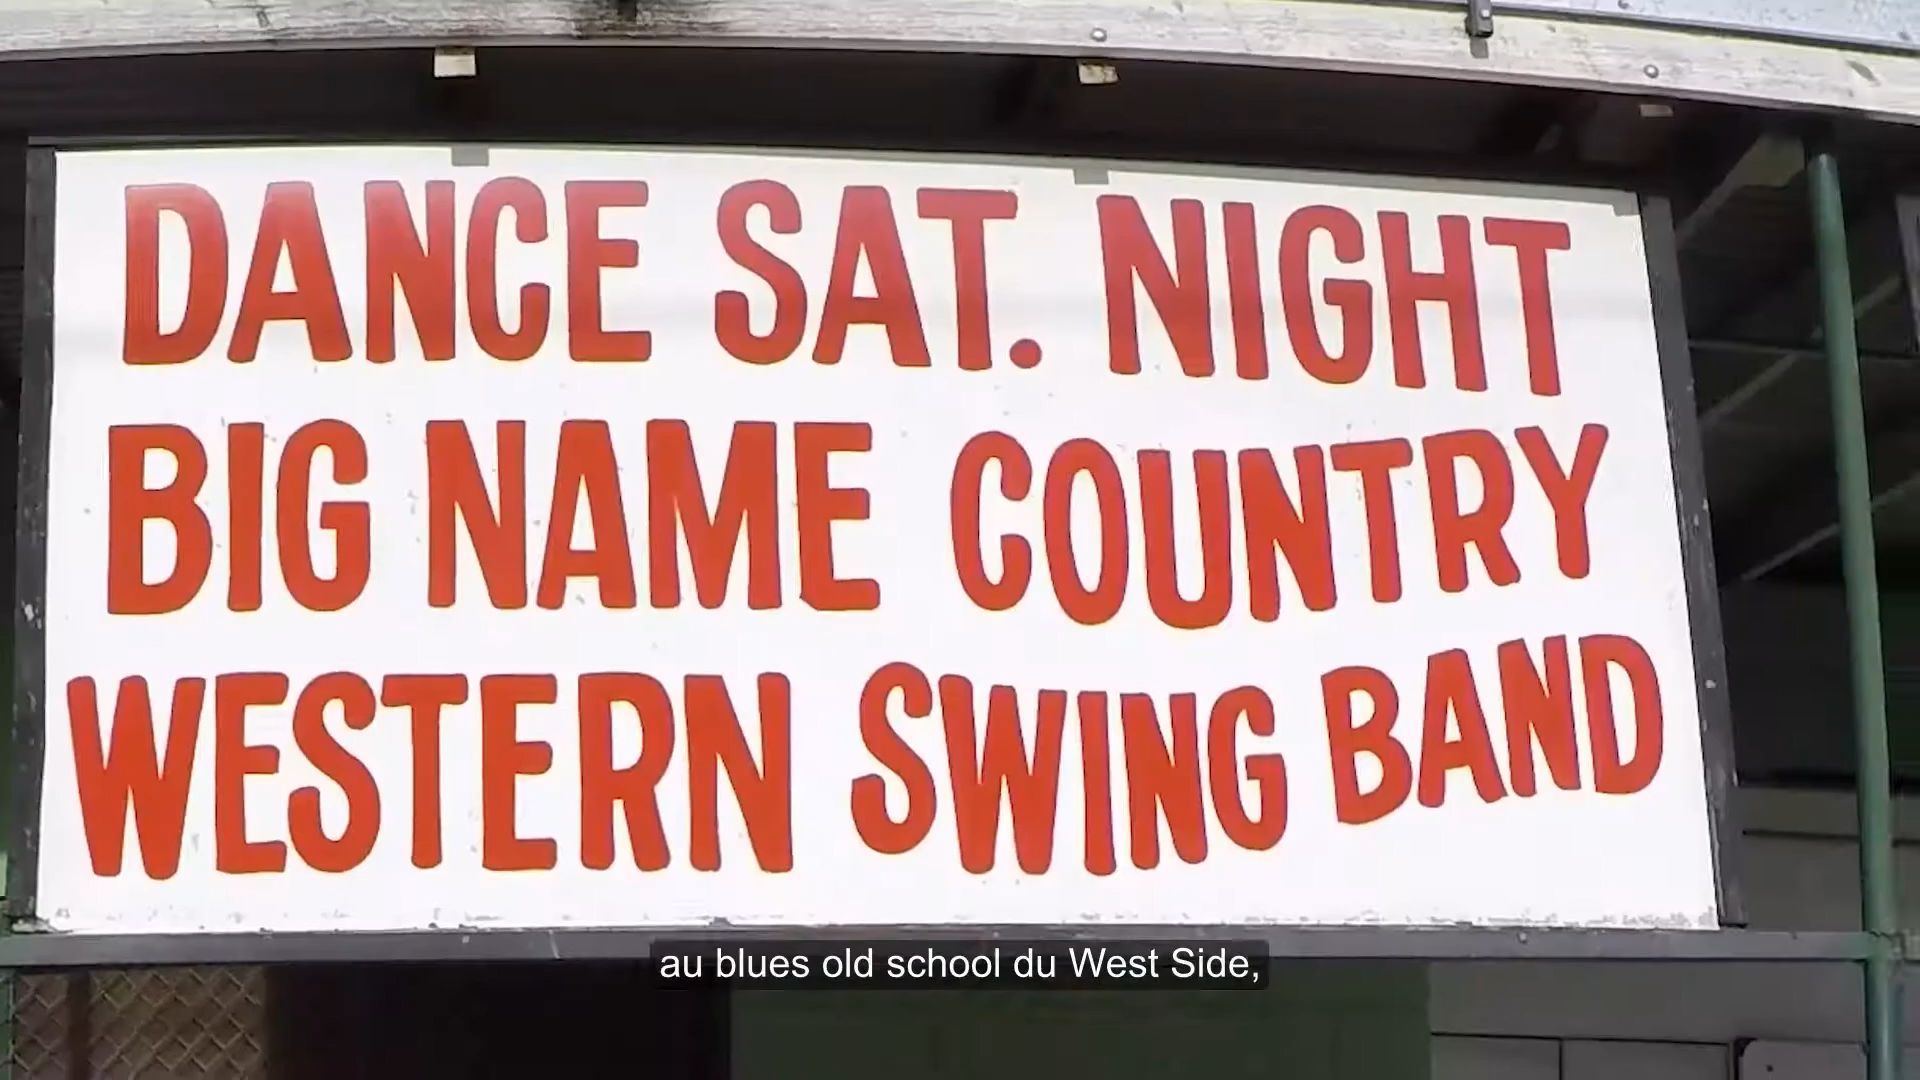 DANCE SAT. NIGHT
BIG NAME COUNTRY
WESTERN SWING BAND
au blues old school du West Side,